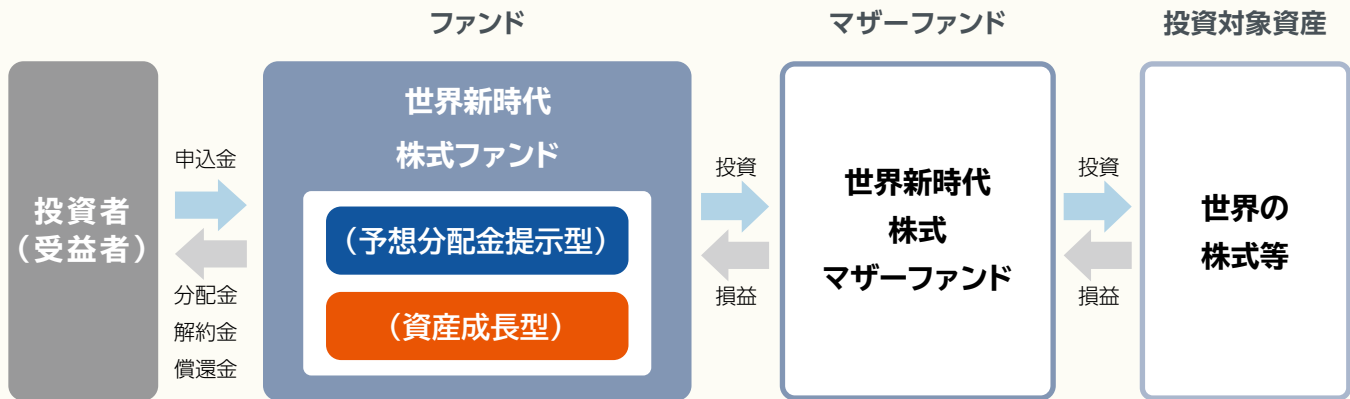 ファンド
マザーファンド
投資対象資産
投資者
（受益者）
申込金
分配金
解約金
償還金
世界新時代
株式ファンド
（予想分配金提示型）
（資産成長型）
投資
損益
世界新時代
株式
マザーファンド
投資
損益
世界の
株式等